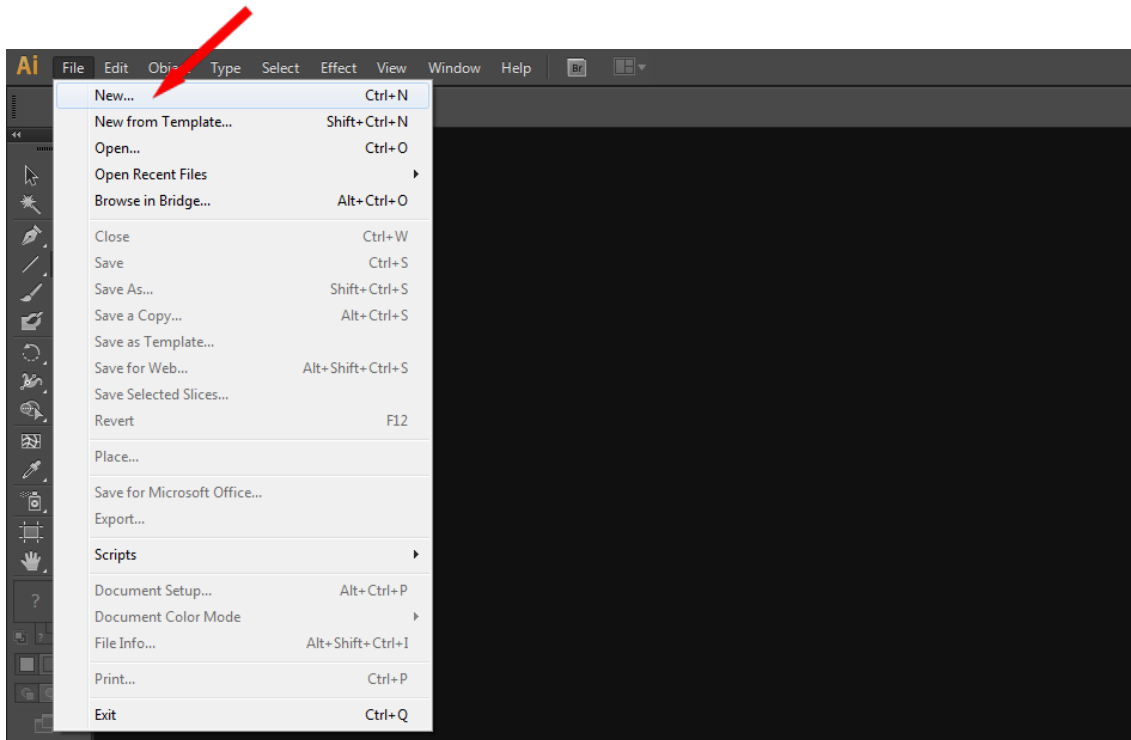 Ai File Edit Object Type Select Effect View Window Help Br
New... Ctrl+N
New from Template... Shift+Ctrl+N
Open... Ctrl+O
Open Recent Files
Browse in Bridge... Alt+Ctrl+O
Close Ctrl+W
Save Ctrl+S
Save As... Shift+Ctrl+S
Save a Copy... Alt+Ctrl+S
Save as Template...
Save for Web... Alt+Shift+Ctrl+S
Save Selected Slices...
Revert F12
Place...
Save for Microsoft Office...
Export...
Scripts
Document Setup... Alt+Ctrl+P
?
Document Color Mode
File Info... Alt+Shift+Ctrl+I
Print... Ctrl+P
Exit Ctrl+Q